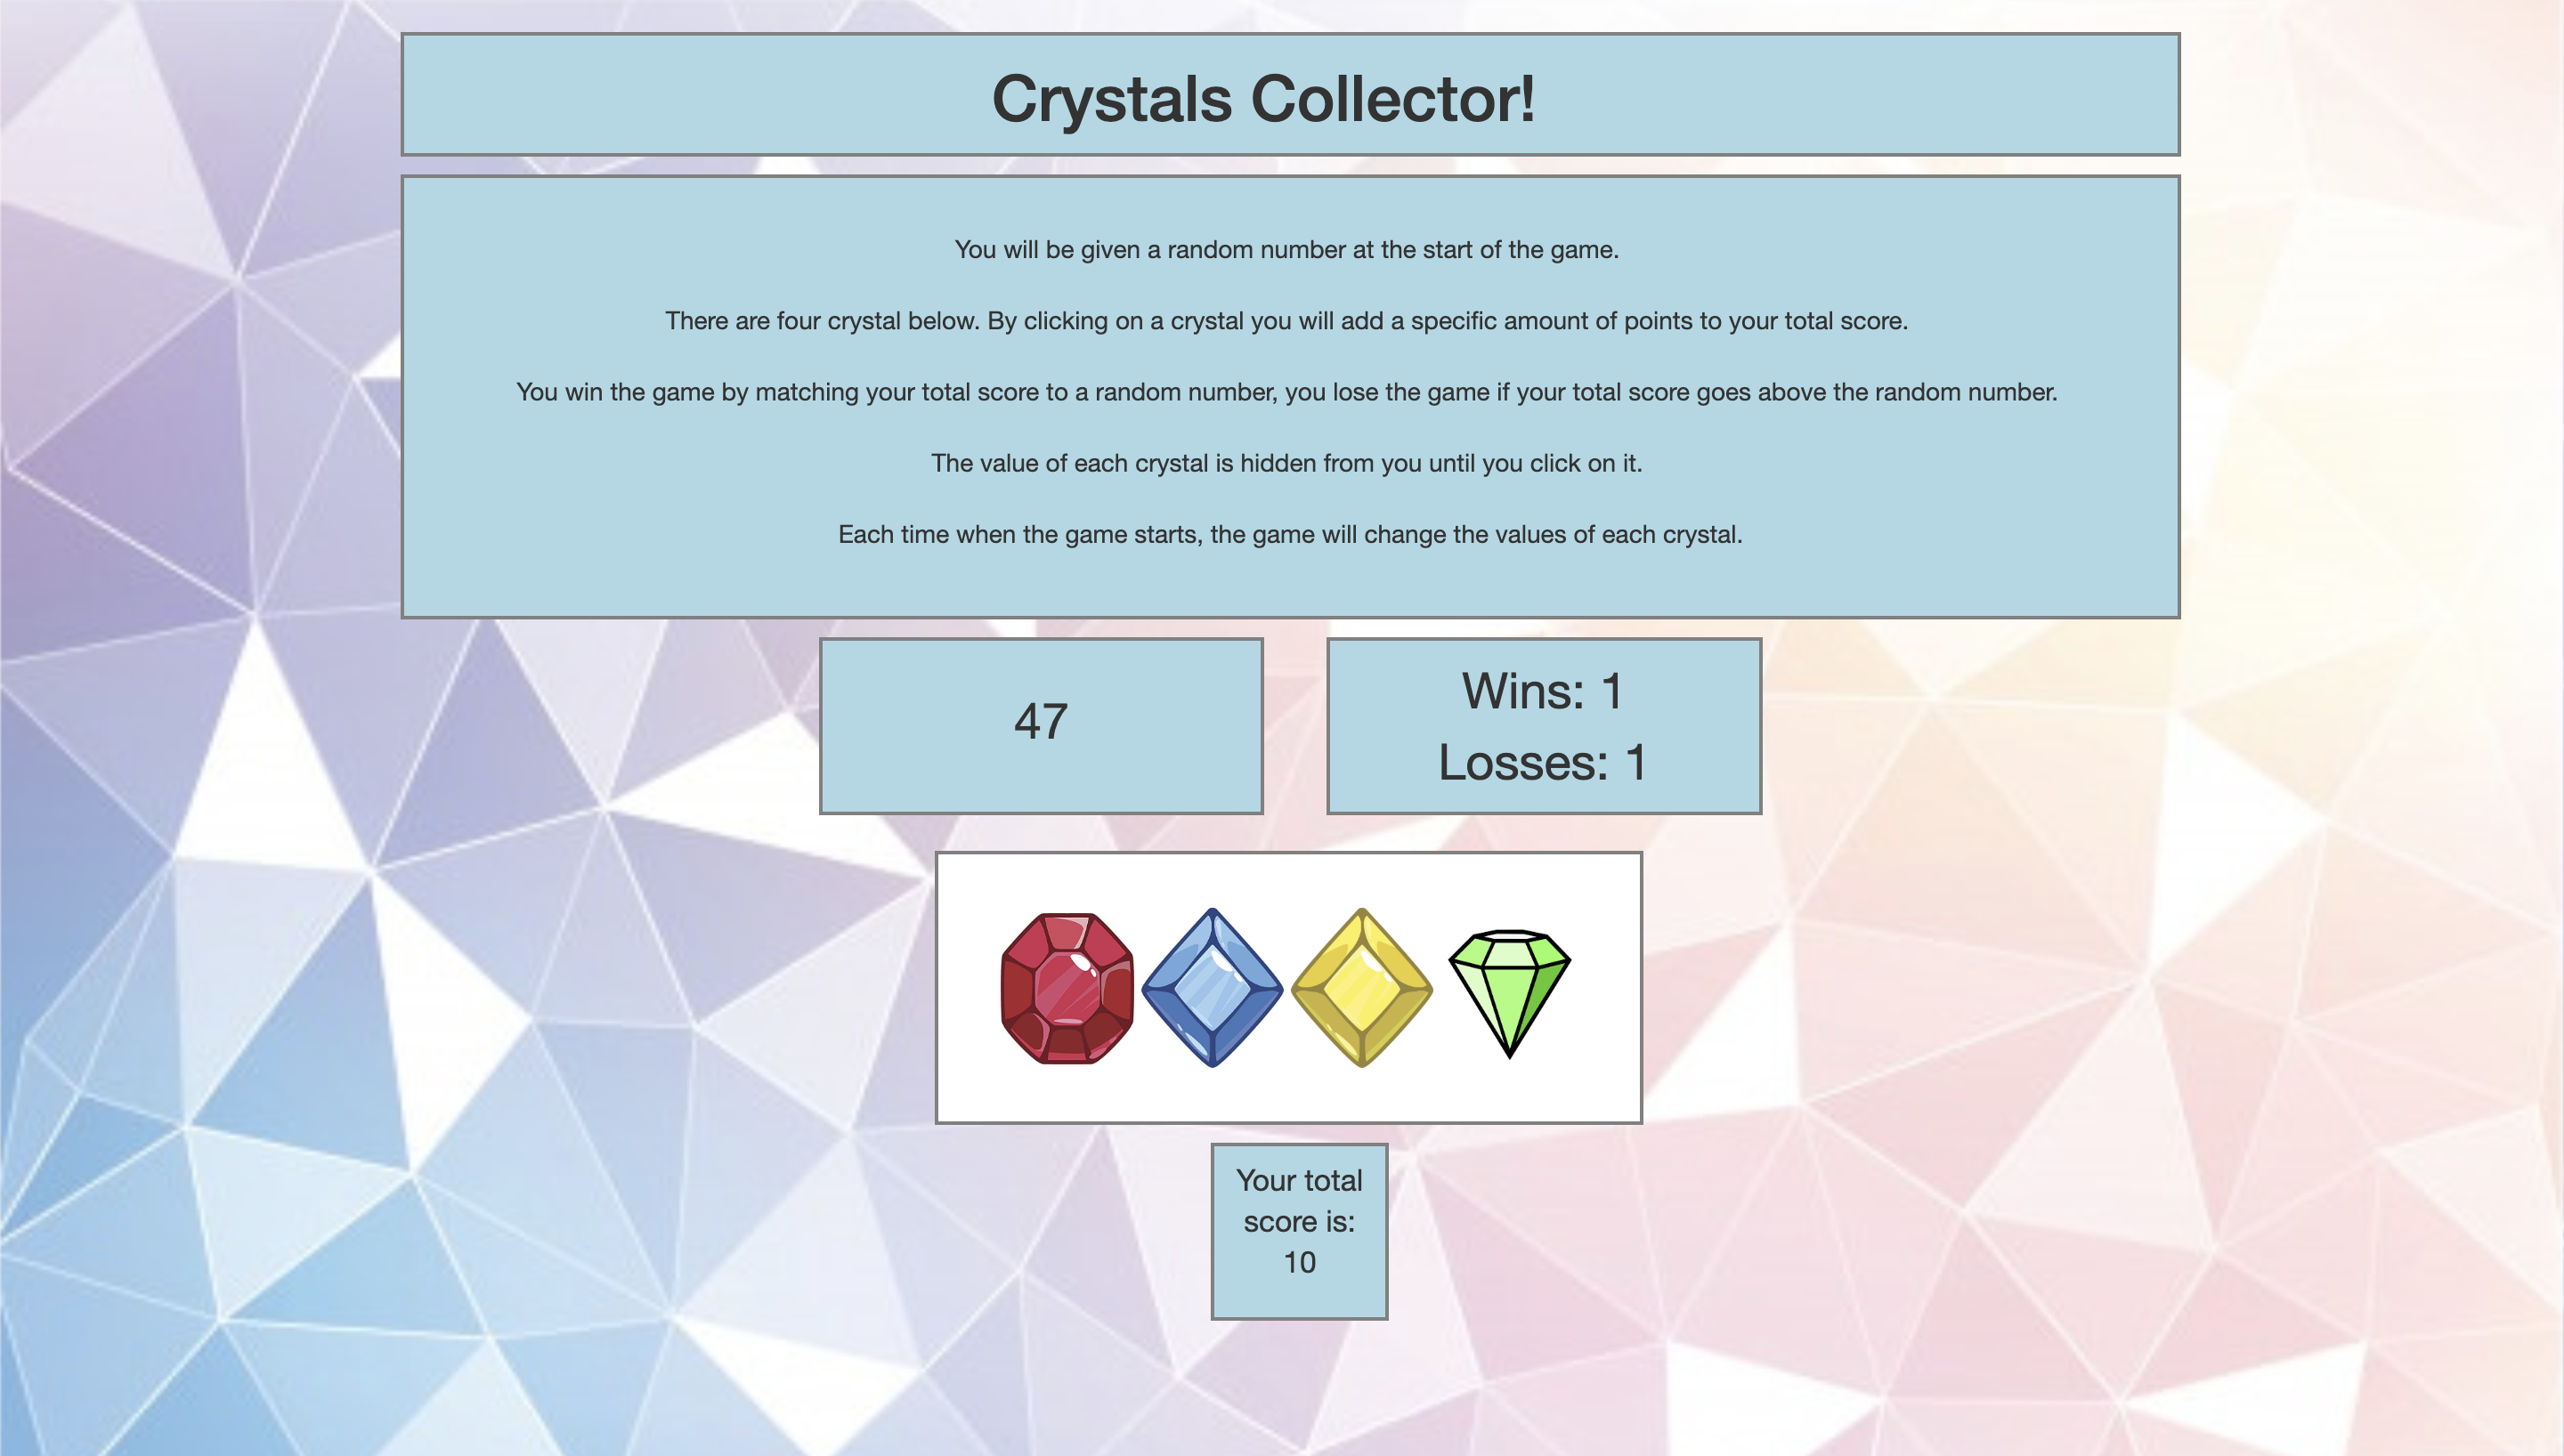 Crystals Collector!
You will be given a random number at the start of the game.
There are four crystal below. By clicking on a crystal you will add a specific amount of points to your total score.
You win the game by matching your total score to a random number, you lose the game if your total score goes above the random number.
The value of each crystal is hidden from you until you click on it.
Each time when the game starts, the game will change the values of each crystal.
47
Wins: 1
Losses: 1
Your total
score is:
10